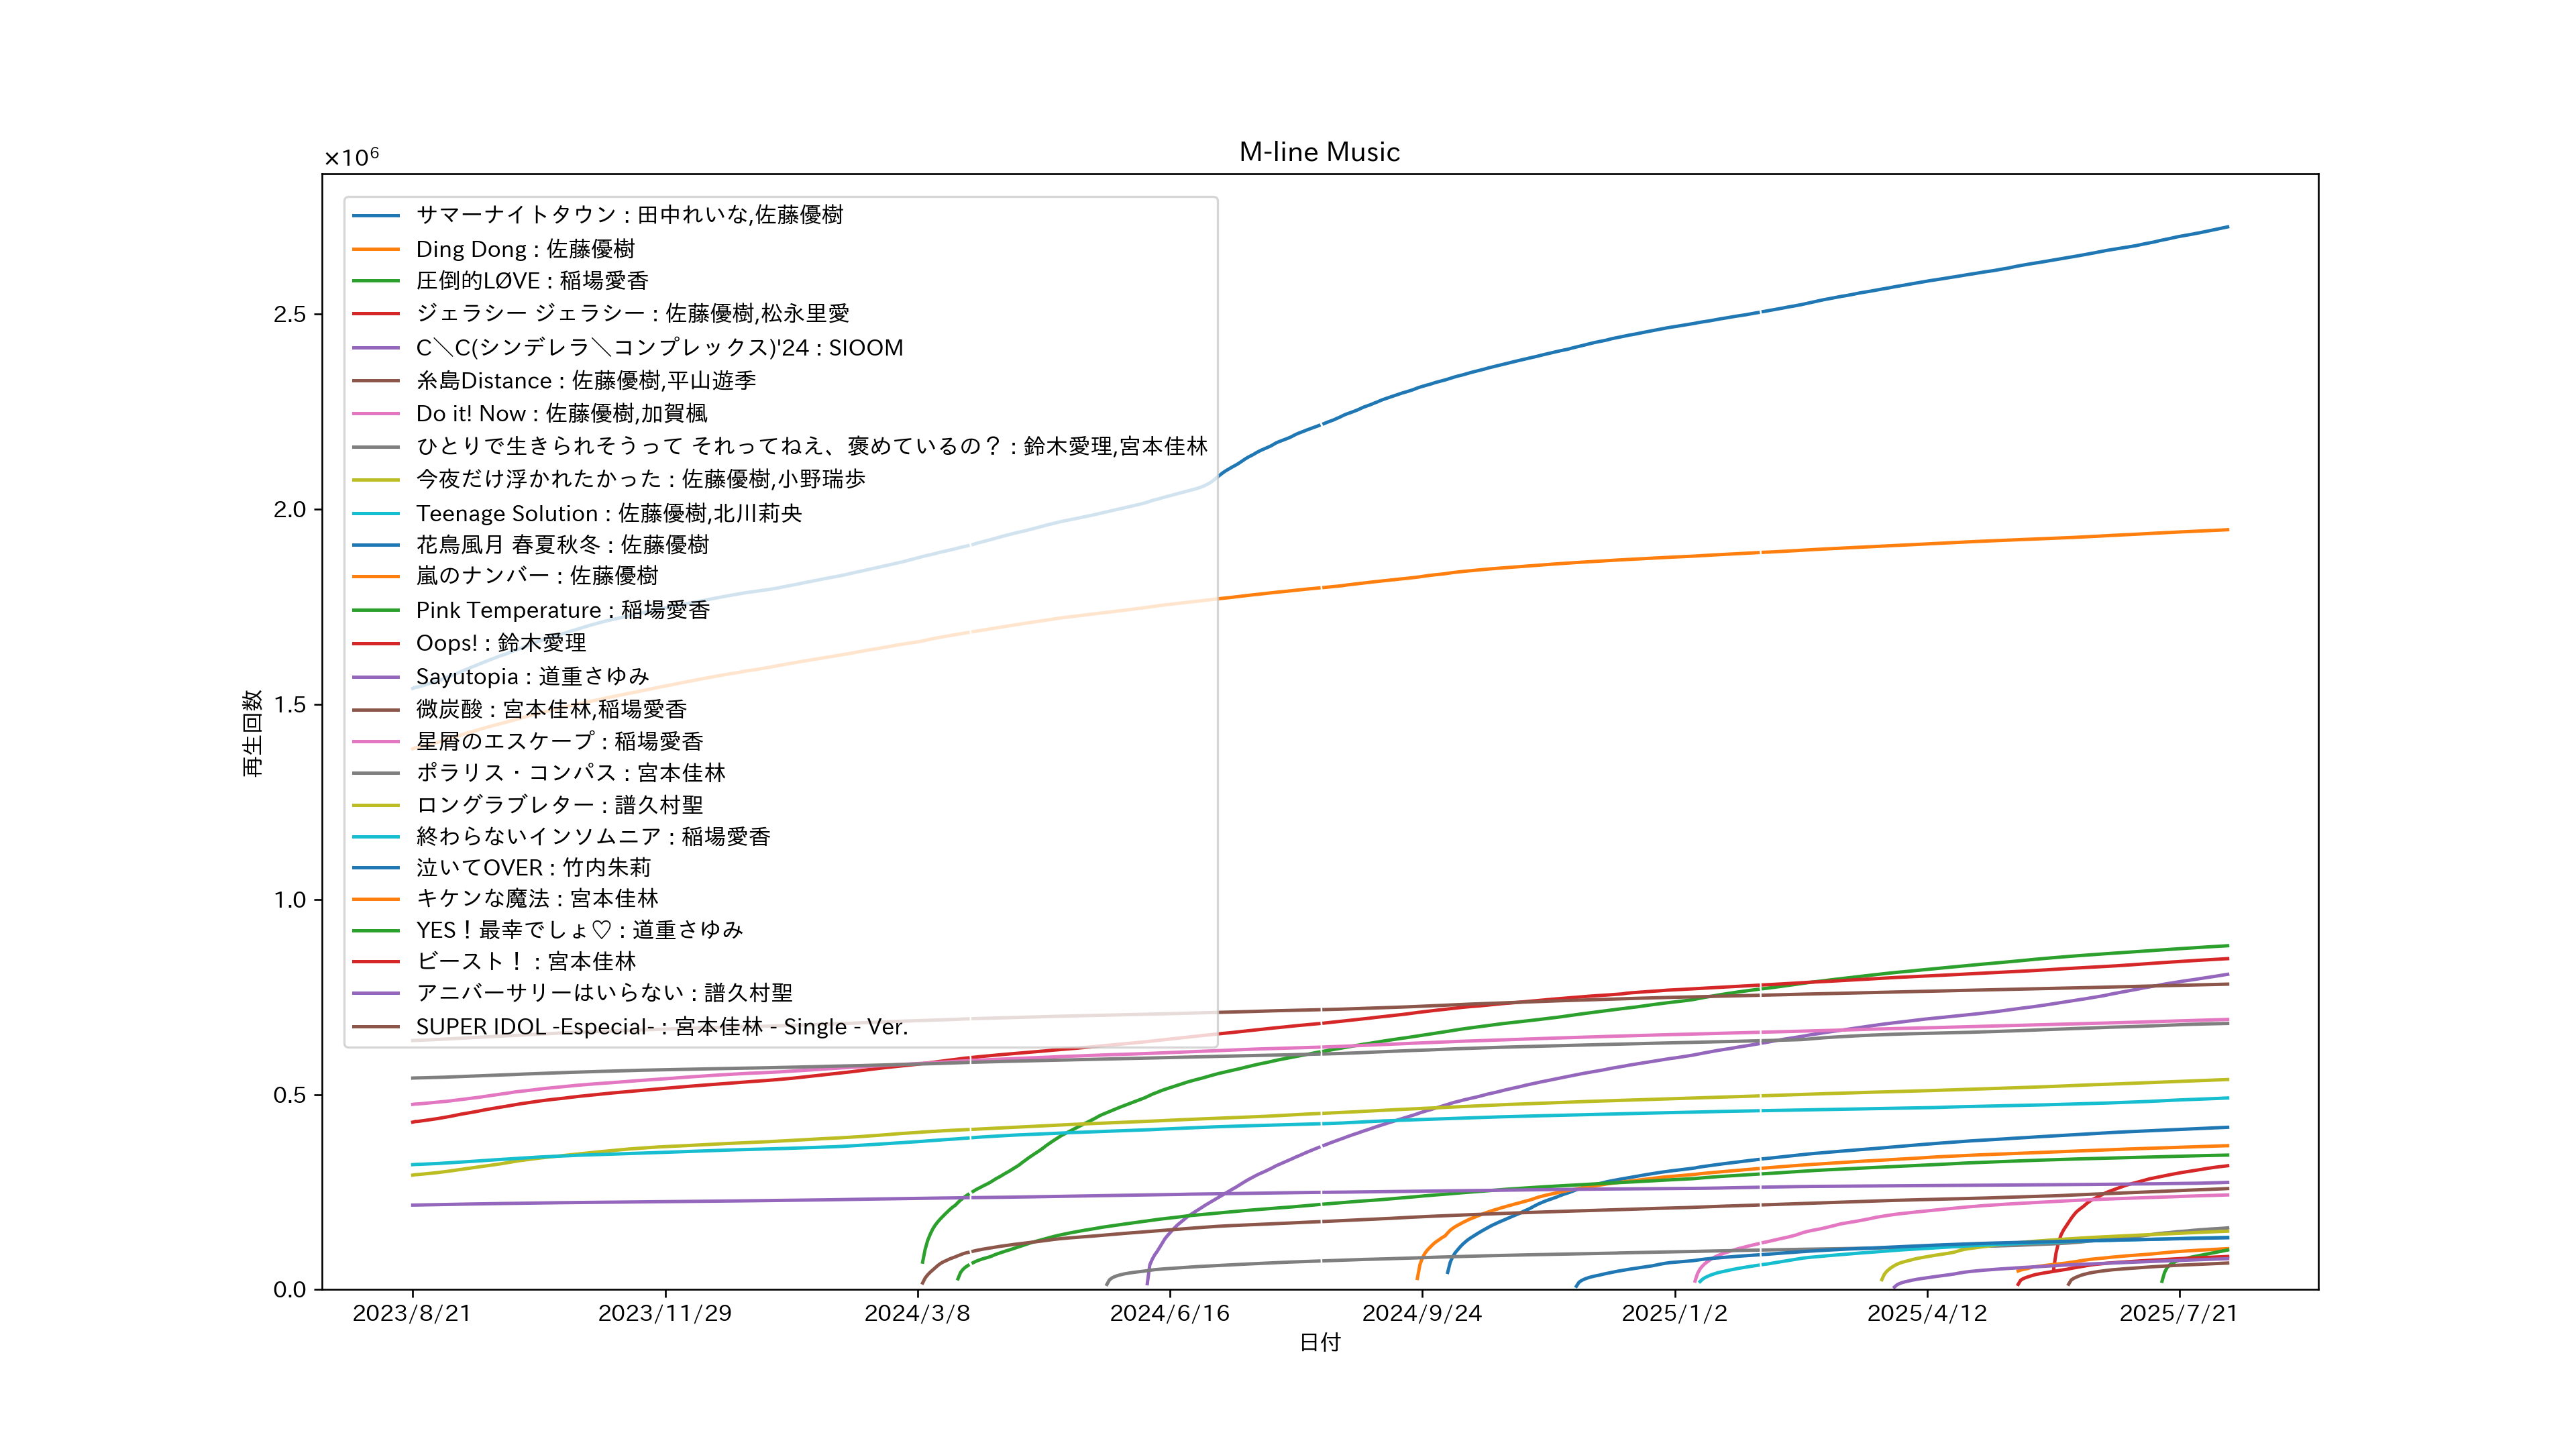 M-line Music
×10⁶
サマーナイトタウン : 田中れいな,佐藤優樹
Ding Dong : 佐藤優樹
圧倒的LØVE : 稲場愛香
ジェラシー ジェラシー : 佐藤優樹,松永里愛
C＼C(シンデレラ＼コンプレックス)'24 : SIOOM
糸島Distance : 佐藤優樹,平山遊季
Do it! Now : 佐藤優樹,加賀楓
ひとりで生きられそうって それってねえ、褒めているの？ : 鈴木愛理,宮本佳林
今夜だけ浮かれたかった : 佐藤優樹,小野瑞歩
Teenage Solution : 佐藤優樹,北川莉央
花鳥風月 春夏秋冬 : 佐藤優樹
嵐のナンバー : 佐藤優樹
Pink Temperature : 稲場愛香
Oops! : 鈴木愛理
Sayutopia : 道重さゆみ
微炭酸 : 宮本佳林,稲場愛香
星屑のエスケープ : 稲場愛香
ポラリス・コンパス : 宮本佳林
ロングラブレター : 譜久村聖
終わらないインソムニア : 稲場愛香
泣いてOVER : 竹内朱莉
キケンな魔法 : 宮本佳林
YES！最幸でしょ♡ : 道重さゆみ
ビースト！ : 宮本佳林
アニバーサリーはいらない : 譜久村聖
SUPER IDOL -Especial- : 宮本佳林 - Single - Ver.
2.5
2.0
1.5
1.0
0.5
0.0
再生回数
2023/8/21 2023/11/29 2024/3/8 2024/6/16 2024/9/24 2025/1/2 2025/4/12 2025/7/21
日付